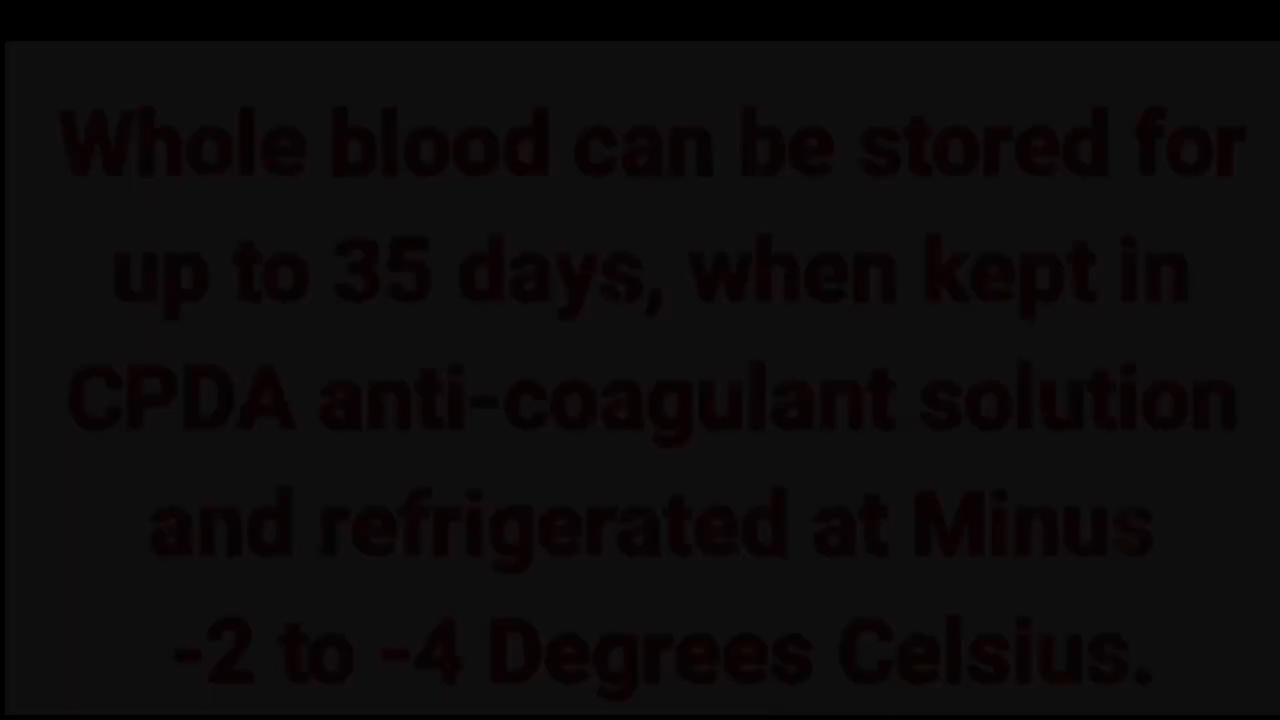 Whole blood can be stored for
up to 35 days, when kept in
CPDA anti-coagulant solution
and refrigerated at Minus
-2 to -4 Degrees Celsius.